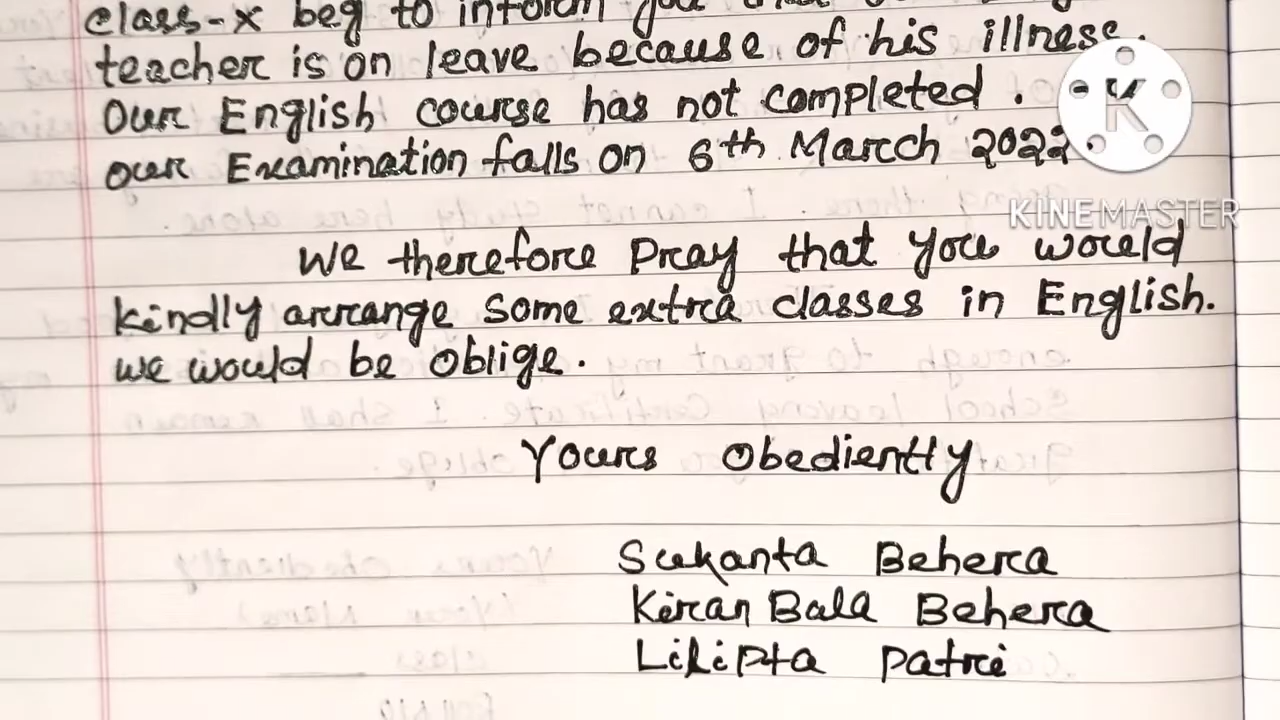 class-x beg to inform you that
teacher is on leave because of his illness.
Our English course has not completed.
our Examination falls on 6th March 2022.
We therefore pray that you would
kindly arrange some extra classes in English.
we would be oblige.
Yours Obediently
Sukanta Behera
Kiran Bala Behera
Lilipta Patri
K
KINEMASTER